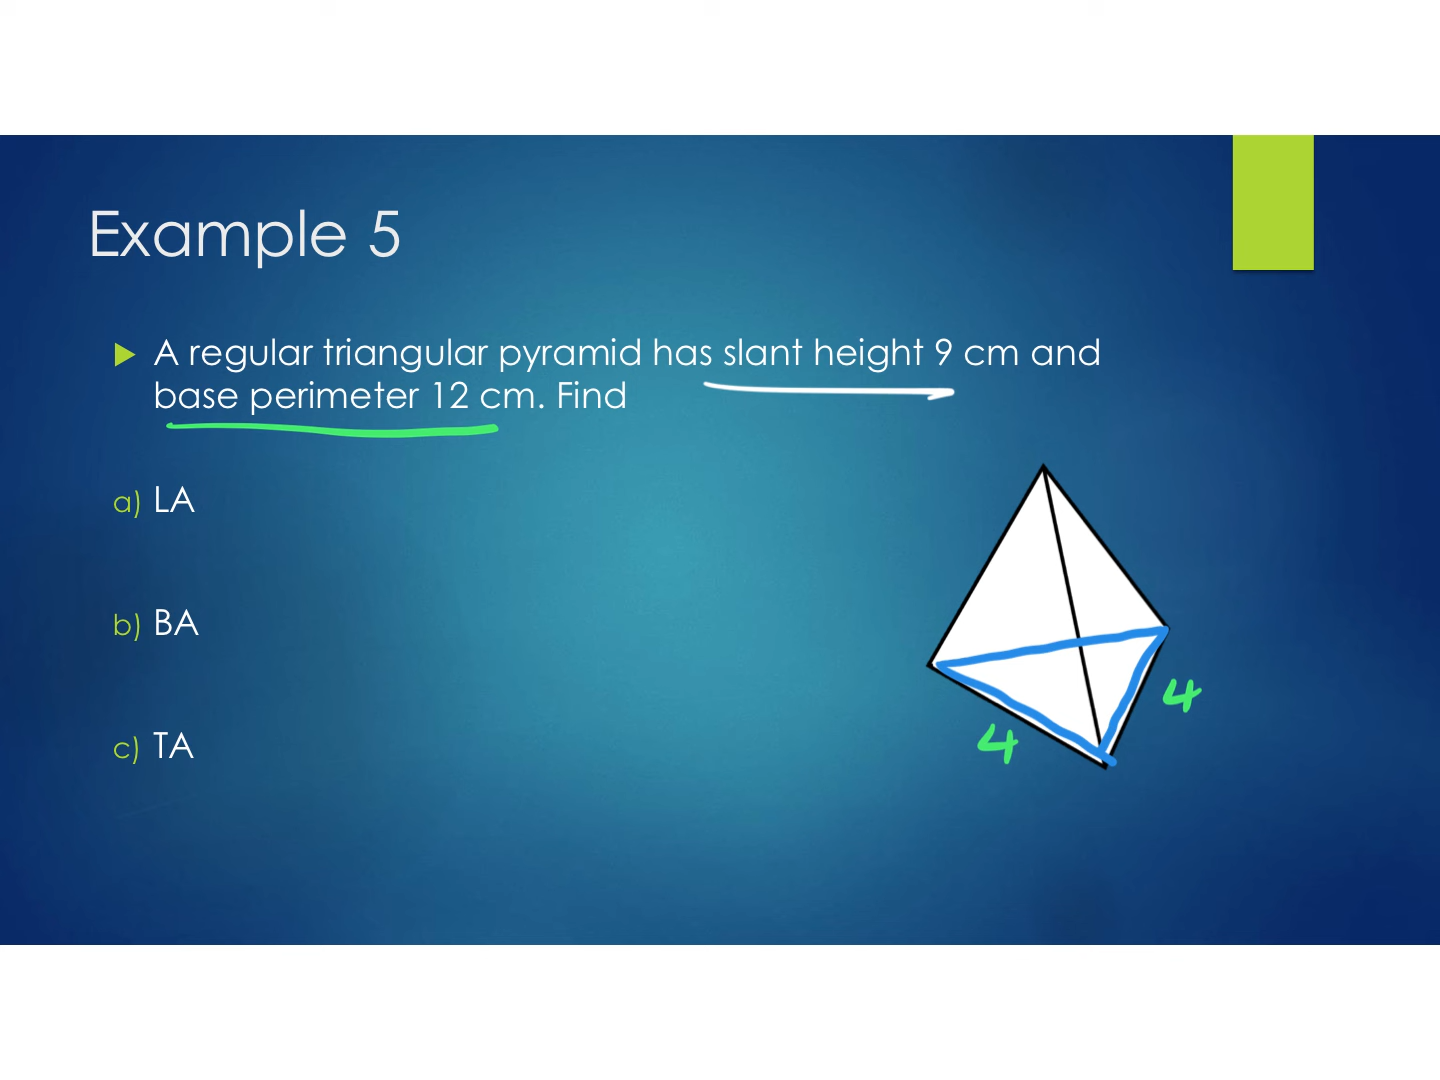 Example 5
A regular triangular pyramid has slant height 9 cm and
base perimeter 12 cm. Find
a) LA
b) BA
4
4
c) TA